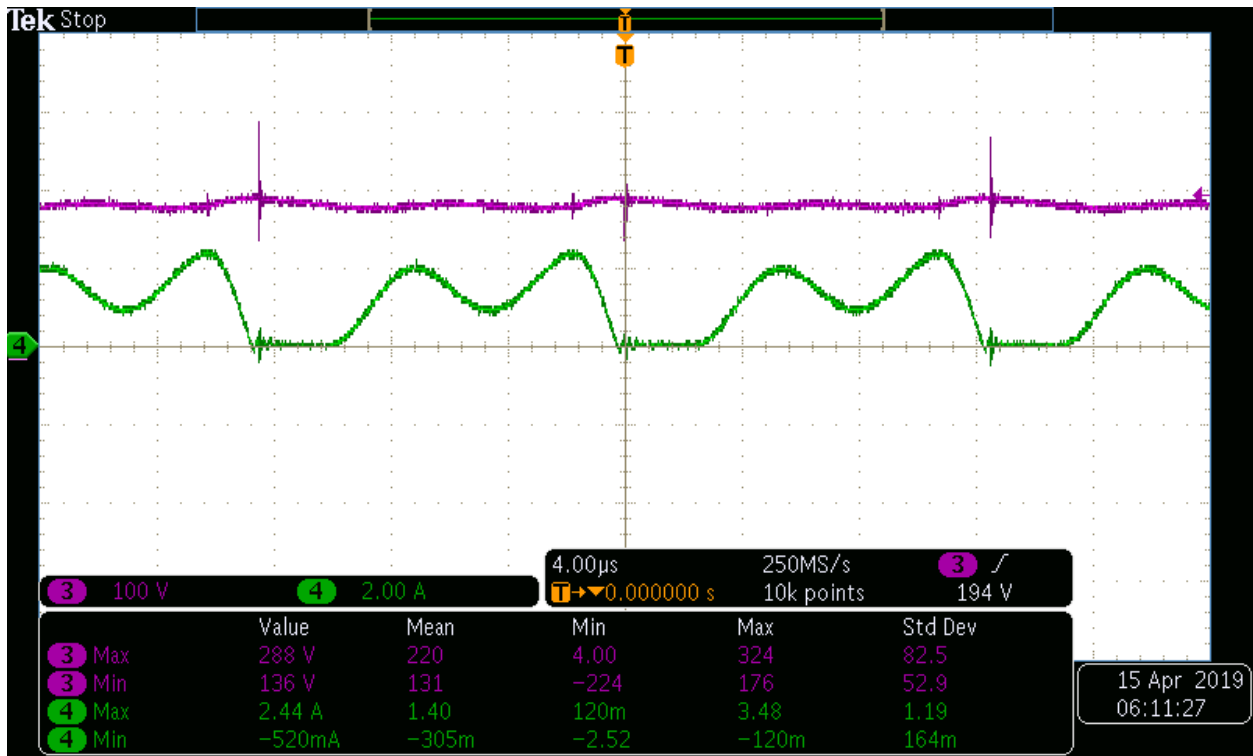 Tek Stop
T
T
4
3 100 V 4 2.00 A
4.00µs 250MS/s 3
T→▼0.000000 s 10k points 194 V
Value Mean Min Max Std Dev
3 Max 288 V 220 4.00 324 82.5
3 Min 136 V 131 −224 176 52.9
4 Max 2.44 A 1.40 120m 3.48 1.19
4 Min −520mA −305m −2.52 −120m 164m
15 Apr 2019
06:11:27